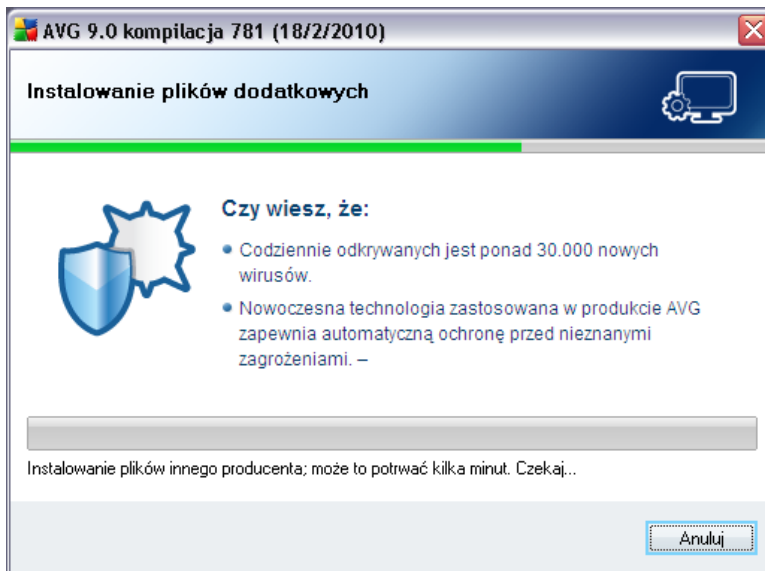 AVG 9.0 kompilacja 781 (18/2/2010)
Instalowanie plików dodatkowych
Czy wiesz, że:
Codziennie odkrywanych jest ponad 30.000 nowych
wirusów.
Nowoczesna technologia zastosowana w produkcie AVG
zapewnia automatyczną ochronę przed nieznanymi
zagrożeniami. –
Instalowanie plików innego producenta; może to potrwać kilka minut. Czekaj...
Anuluj